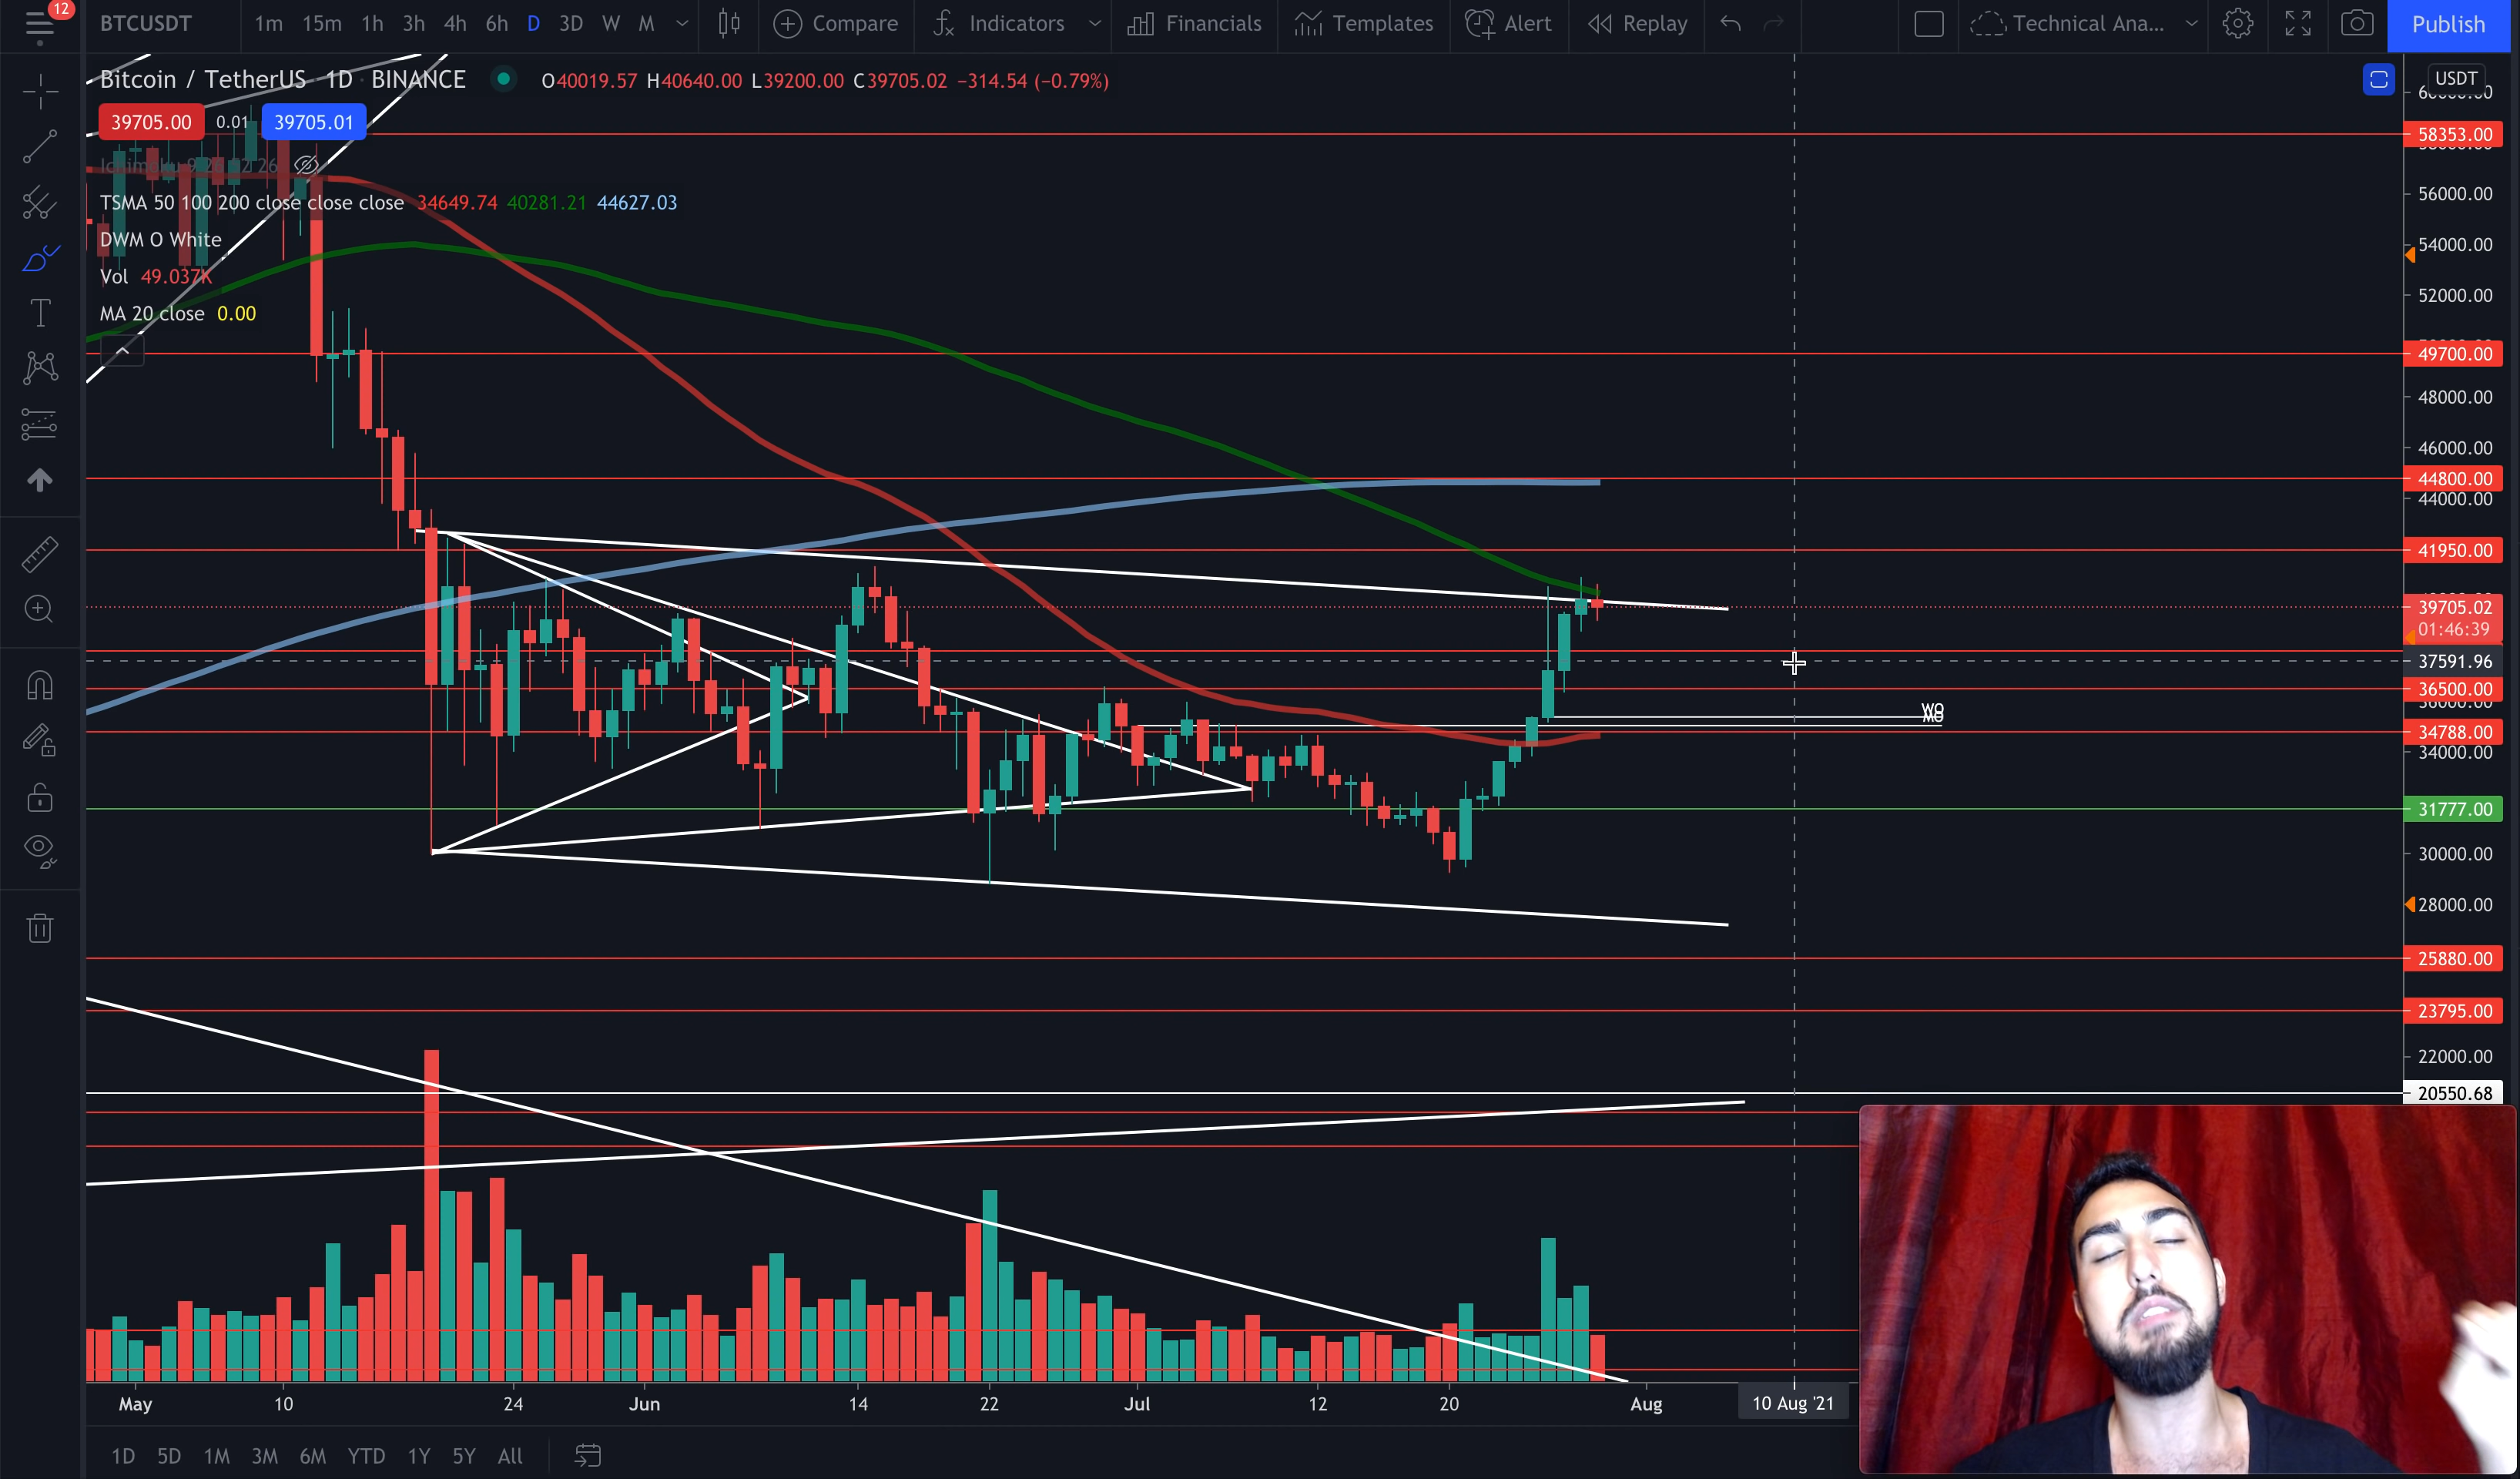 12
BTCUSDT 1m 15m 1h 3h 4h 6h D 3D W M Compare Indicators Financials Templates Alert Replay Technical Ana... Publish
Bitcoin / TetherUS · 1D · BINANCE O40019.57 H40640.00 L39200.00 C39705.02 −314.54 (−0.79%)
USDT
39705.00 0.01 39705.01
58353.00
56000.00
TSMA 50 100 200 close close close 34649.74 40281.21 44627.03
DWM O White
54000.00
Vol 49.037K
52000.00
MA 20 close 0.00
49700.00
48000.00
46000.00
44800.00
44000.00
41950.00
39705.02
01:46:39
37591.96
36500.00
36000.00
WO
34788.00
34000.00
31777.00
30000.00
28000.00
25880.00
23795.00
22000.00
20550.68
May 10 24 Jun 14 22 Jul 12 20 Aug 10 Aug '21
1D 5D 1M 3M 6M YTD 1Y 5Y All